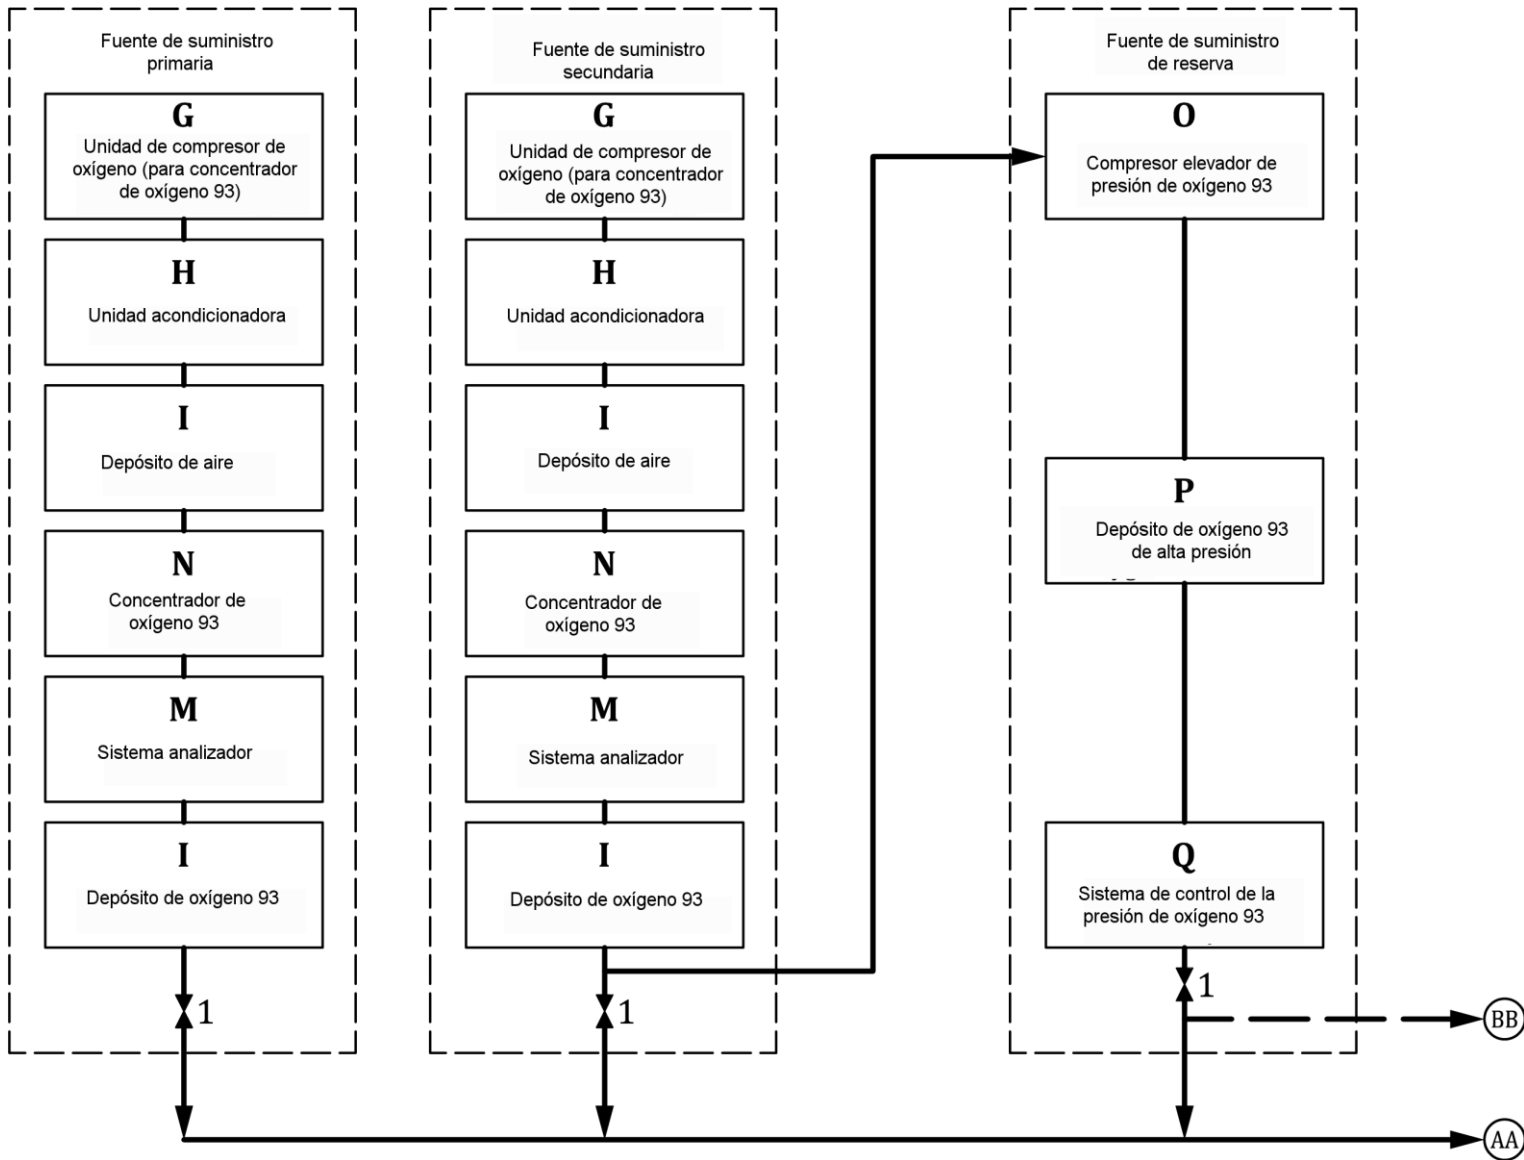 Fuente de suministro
primaria
G
Unidad de compresor de
oxígeno (para concentrador
de oxígeno 93)
H
Unidad acondicionadora
I
Depósito de aire
N
Concentrador de
oxígeno 93
M
Sistema analizador
I
Depósito de oxígeno 93
1
Fuente de suministro
secundaria
G
Unidad de compresor de
oxígeno (para concentrador
de oxígeno 93)
H
Unidad acondicionadora
I
Depósito de aire
N
Concentrador de
oxígeno 93
M
Sistema analizador
I
Depósito de oxígeno 93
1
Fuente de suministro
de reserva
O
Compresor elevador de
presión de oxígeno 93
P
Depósito de oxígeno 93
de alta presión
Q
Sistema de control de la
presión de oxígeno 93
1
BB
AA